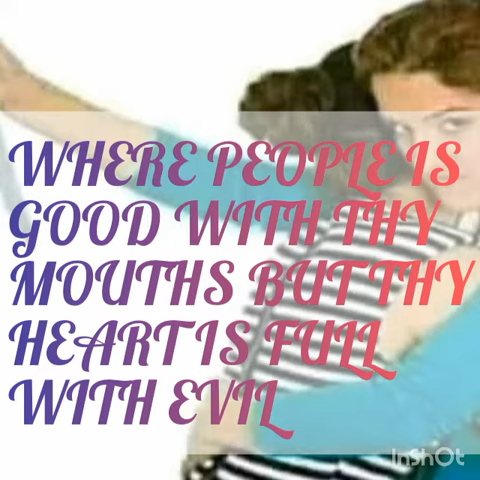 WHERE PEOPLE IS
GOOD WITH THY
MOUTHS BUT THY
HEART IS FULL
WITH EVIL
InShOt